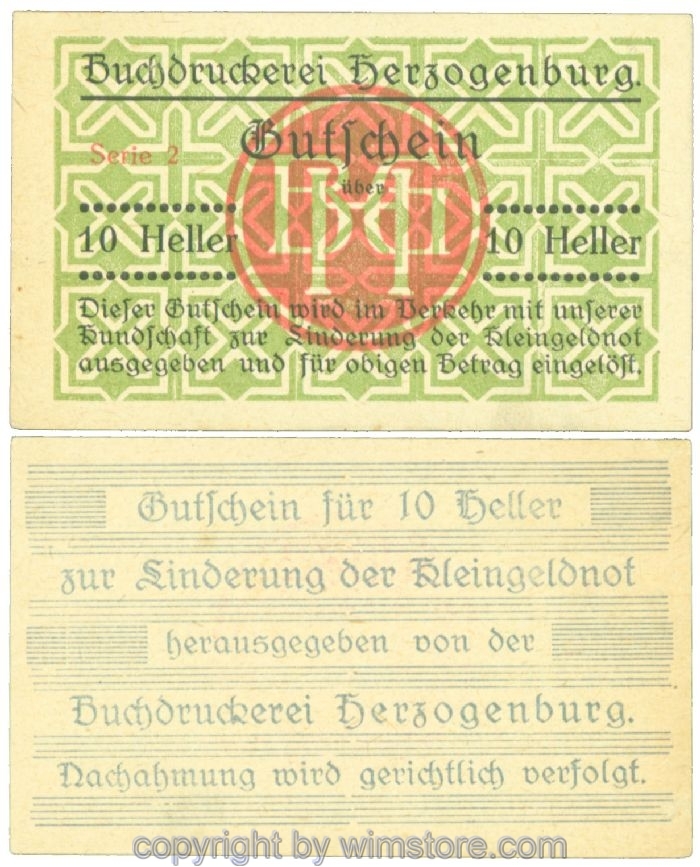 Buchdruckerei Herzogenburg.
Gutschein
Serie 2
über
10 Heller 10 Heller
Dieser Gutschein wird im Verkehr mit unserer
Kundschaft zur Linderung der Kleingeldnot
ausgegeben und für obigen Betrag eingelöst.
Gutschein für 10 Heller
zur Linderung der Kleingeldnot
herausgegeben von der
Buchdruckerei Herzogenburg.
Nachahmung wird gerichtlich verfolgt.
copyright by wimstore.com